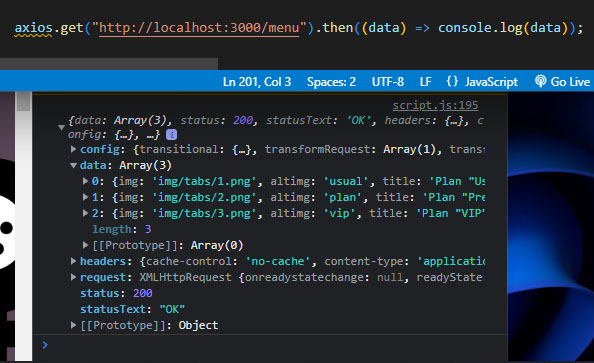 axios.get("http://localhost:3000/menu").then((data) => console.log(data));
Ln 201, Col 3 Spaces: 2 UTF-8 LF {} JavaScript Go Live
script.js:195
{data: Array(3), status: 200, statusText: 'OK', headers: {…}, c
onfig: {…}, …} i
config: {transitional: {…}, transformRequest: Array(1), trans
data: Array(3)
0: {img: 'img/tabs/1.png', altimg: 'usual', title: 'Plan "Us
1: {img: 'img/tabs/2.png', altimg: 'plan', title: 'Plan "Pre
2: {img: 'img/tabs/3.png', altimg: 'vip', title: 'Plan "VIP"
length: 3
[[Prototype]]: Array(0)
headers: {cache-control: 'no-cache', content-type: 'applicatio
request: XMLHttpRequest {onreadystatechange: null, readyState
status: 200
statusText: "OK"
[[Prototype]]: Object